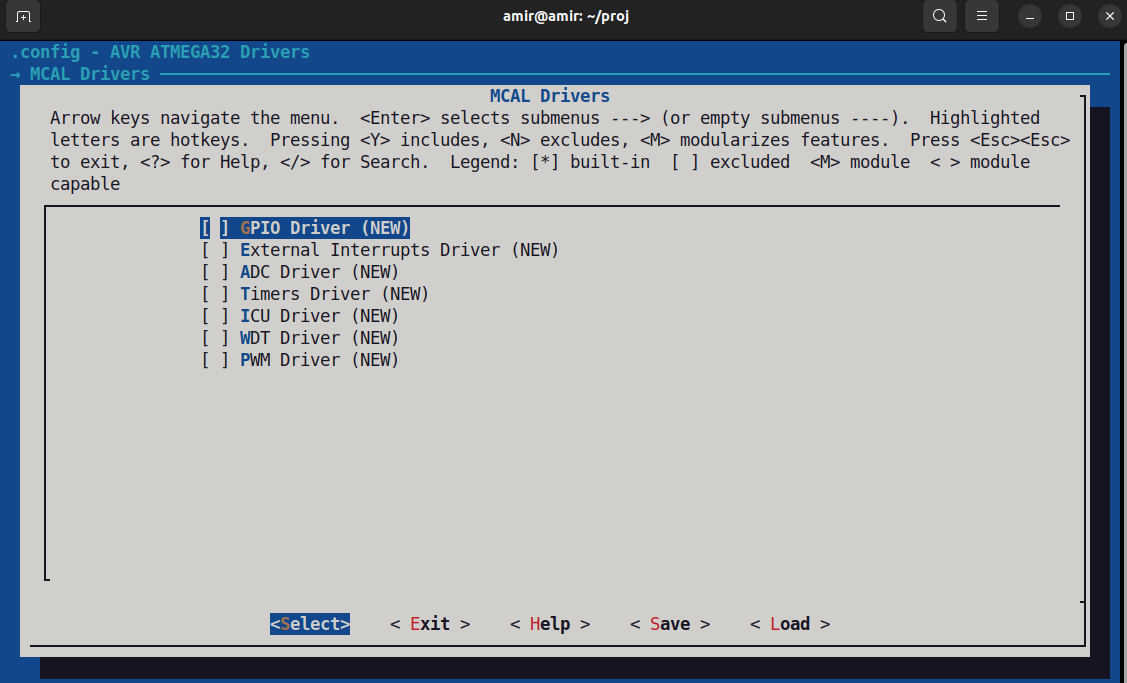 amir@amir: ~/proj
.config - AVR ATMEGA32 Drivers
→ MCAL Drivers
MCAL Drivers
Arrow keys navigate the menu.  <Enter> selects submenus ---> (or empty submenus ----).  Highlighted
letters are hotkeys.  Pressing <Y> includes, <N> excludes, <M> modularizes features.  Press <Esc><Esc>
to exit, <?> for Help, </> for Search.  Legend: [*] built-in  [ ] excluded  <M> module  < > module
capable
[ ] GPIO Driver (NEW)
[ ] External Interrupts Driver (NEW)
[ ] ADC Driver (NEW)
[ ] Timers Driver (NEW)
[ ] ICU Driver (NEW)
[ ] WDT Driver (NEW)
[ ] PWM Driver (NEW)
<Select>    < Exit >    < Help >    < Save >    < Load >